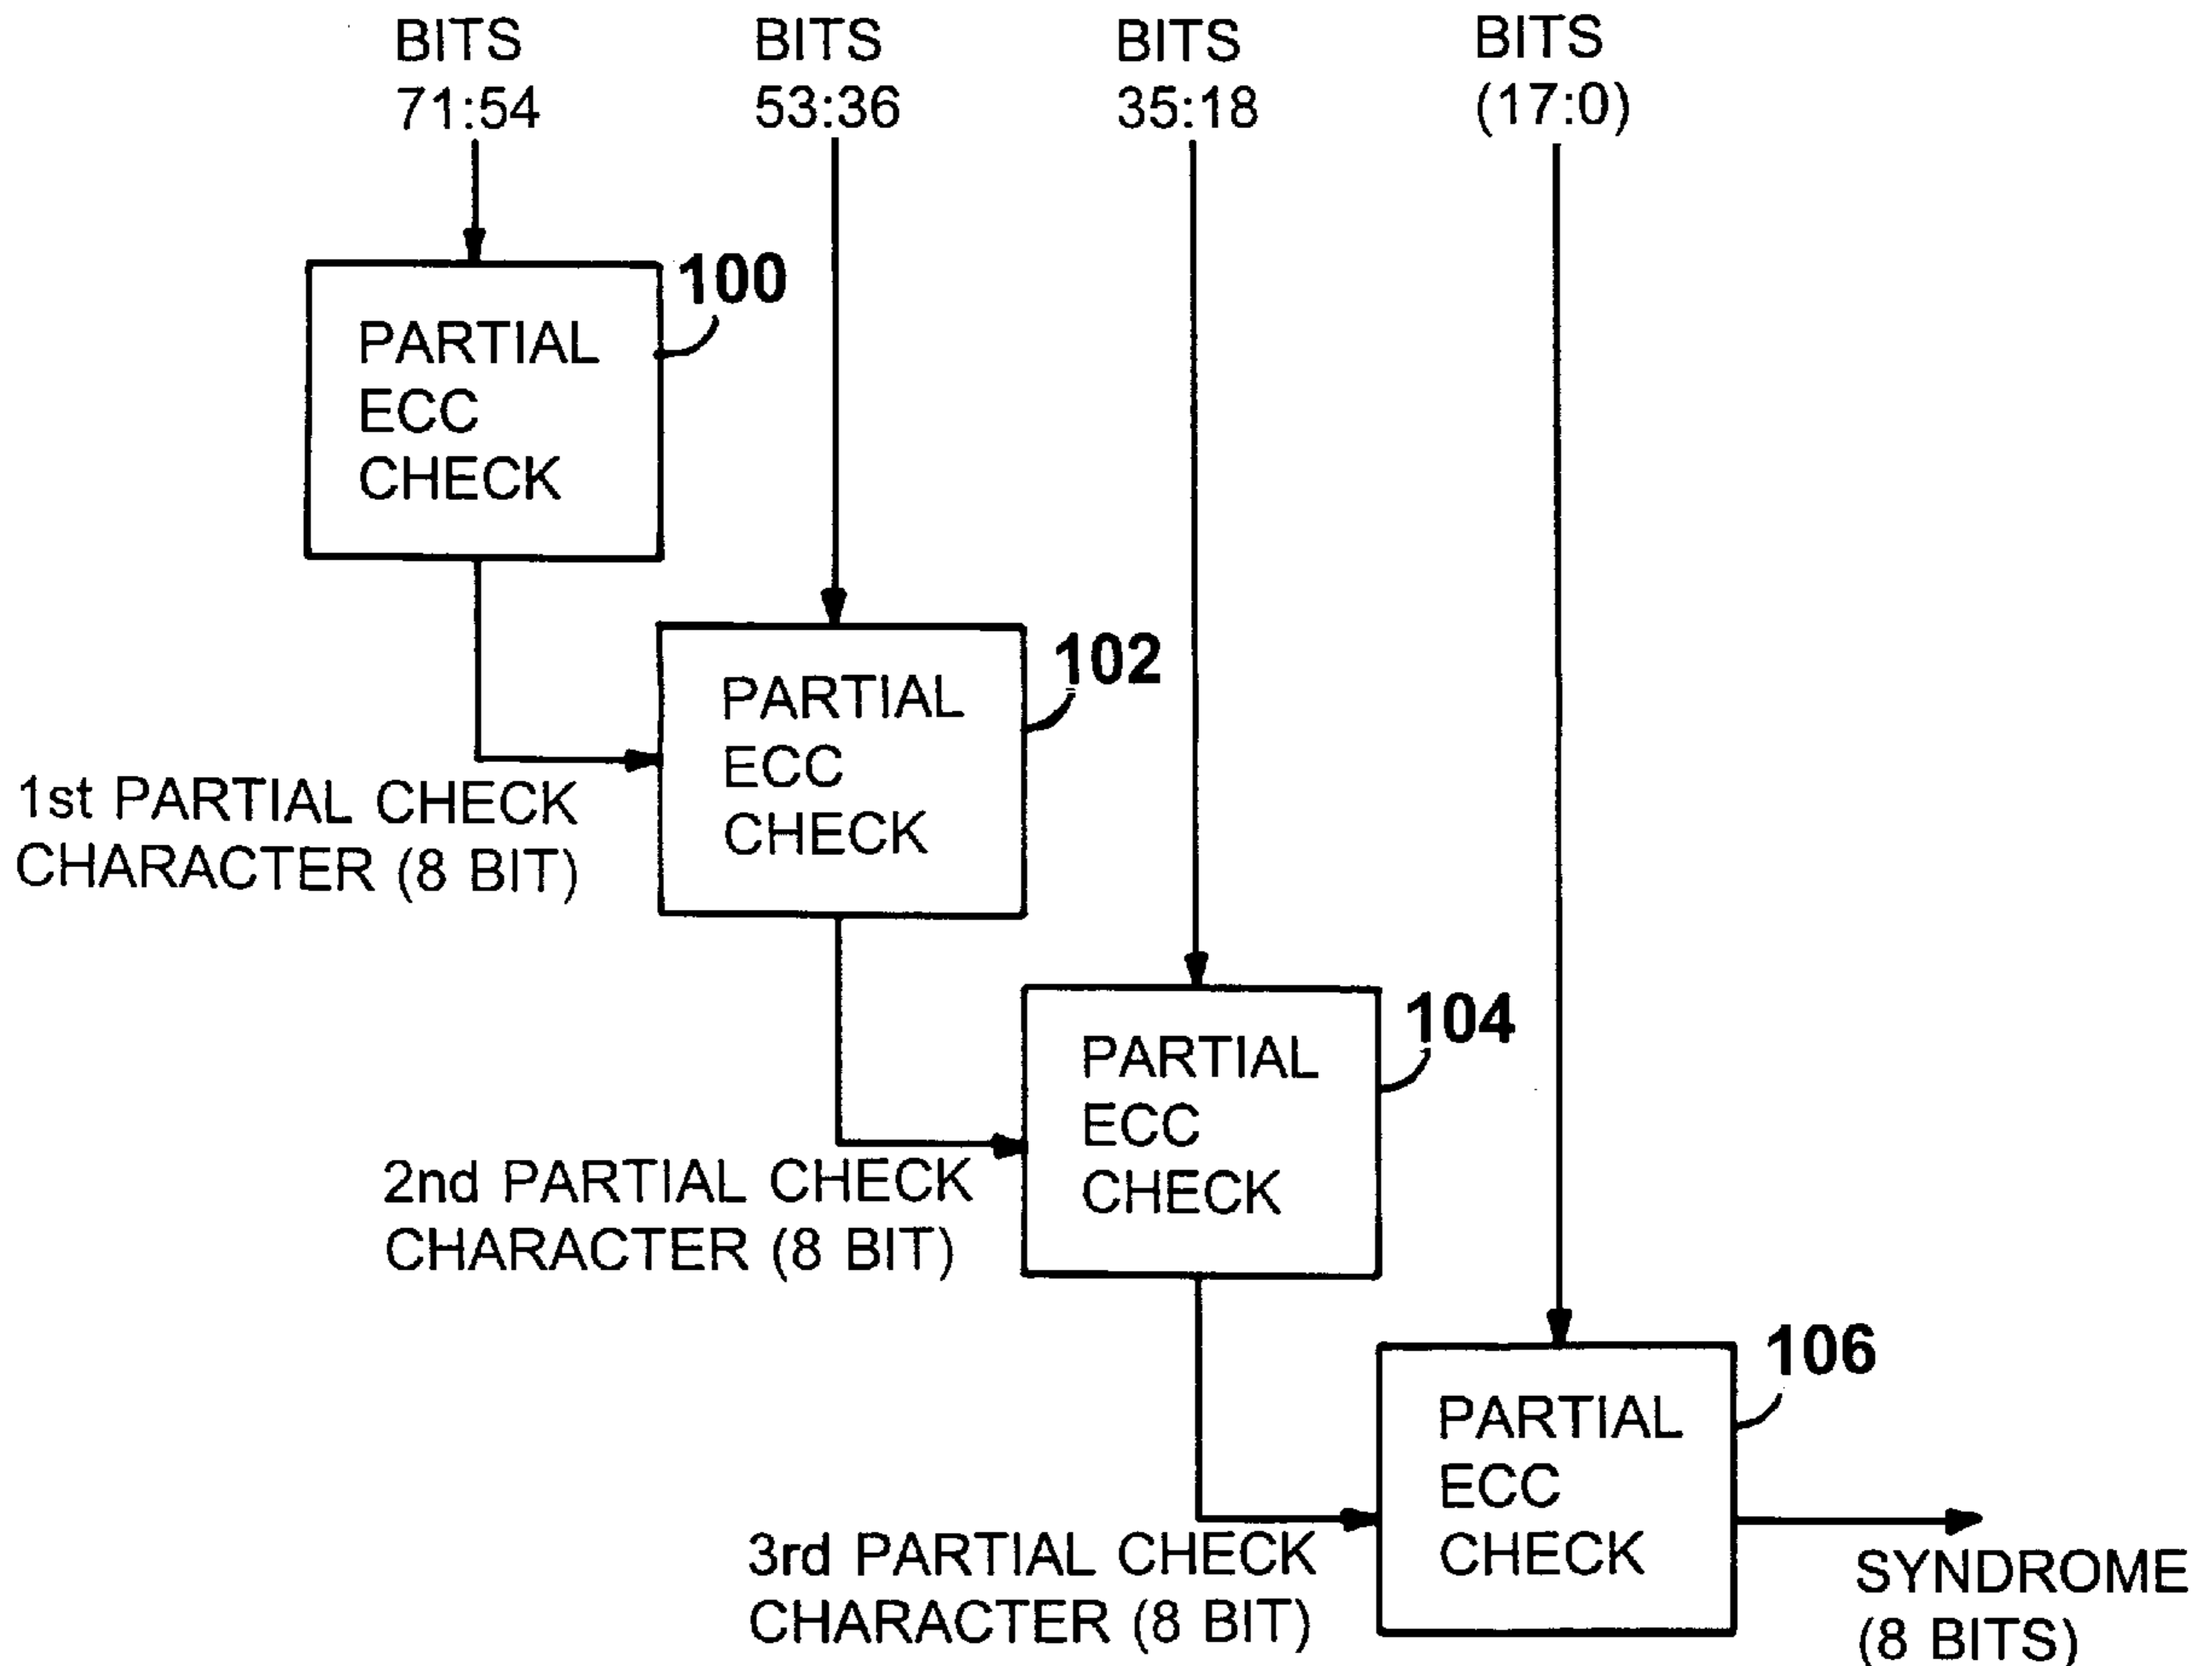 BITS
71:54
BITS
53:36
BITS
35:18
BITS
(17:0)
100
PARTIAL
ECC
CHECK
1st PARTIAL CHECK
CHARACTER (8 BIT)
102
PARTIAL
ECC
CHECK
2nd PARTIAL CHECK
CHARACTER (8 BIT)
104
PARTIAL
ECC
CHECK
3rd PARTIAL CHECK
CHARACTER (8 BIT)
106
PARTIAL
ECC
CHECK
SYNDROME
(8 BITS)